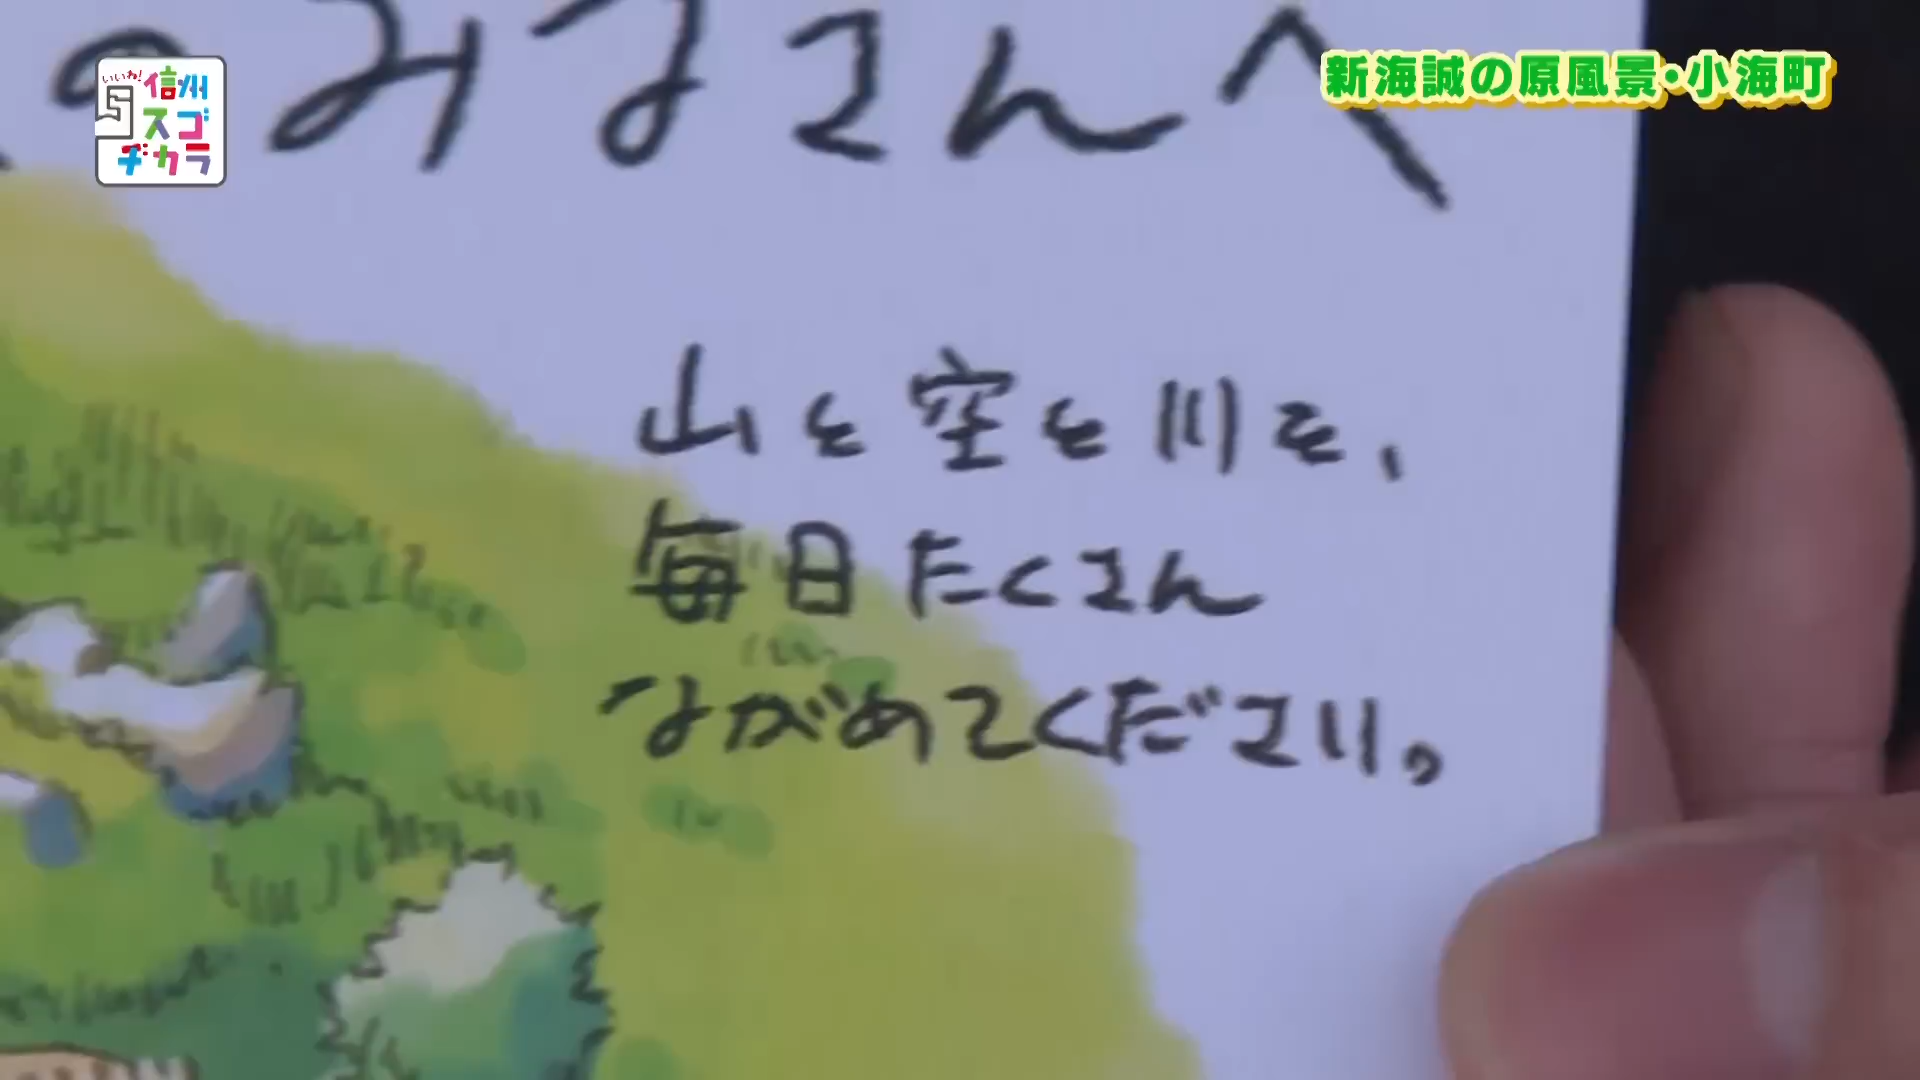 のみなさんへ
いいね!
信州
スゴ
ヂカラ
新海誠の原風景・小海町
山と空と川を、
毎日たくさん
ながめてください。